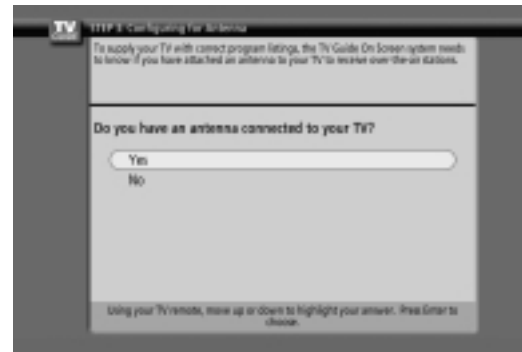 TV
STEP 3: Configuring for Antenna
To supply your TV with correct program listings, the TV Guide On Screen system needs
to know if you have attached an antenna to your TV to receive over-the-air stations.
Do you have an antenna connected to your TV?
Yes
No
Using your TV remote, move up or down to highlight your answer. Press Enter to
choose.